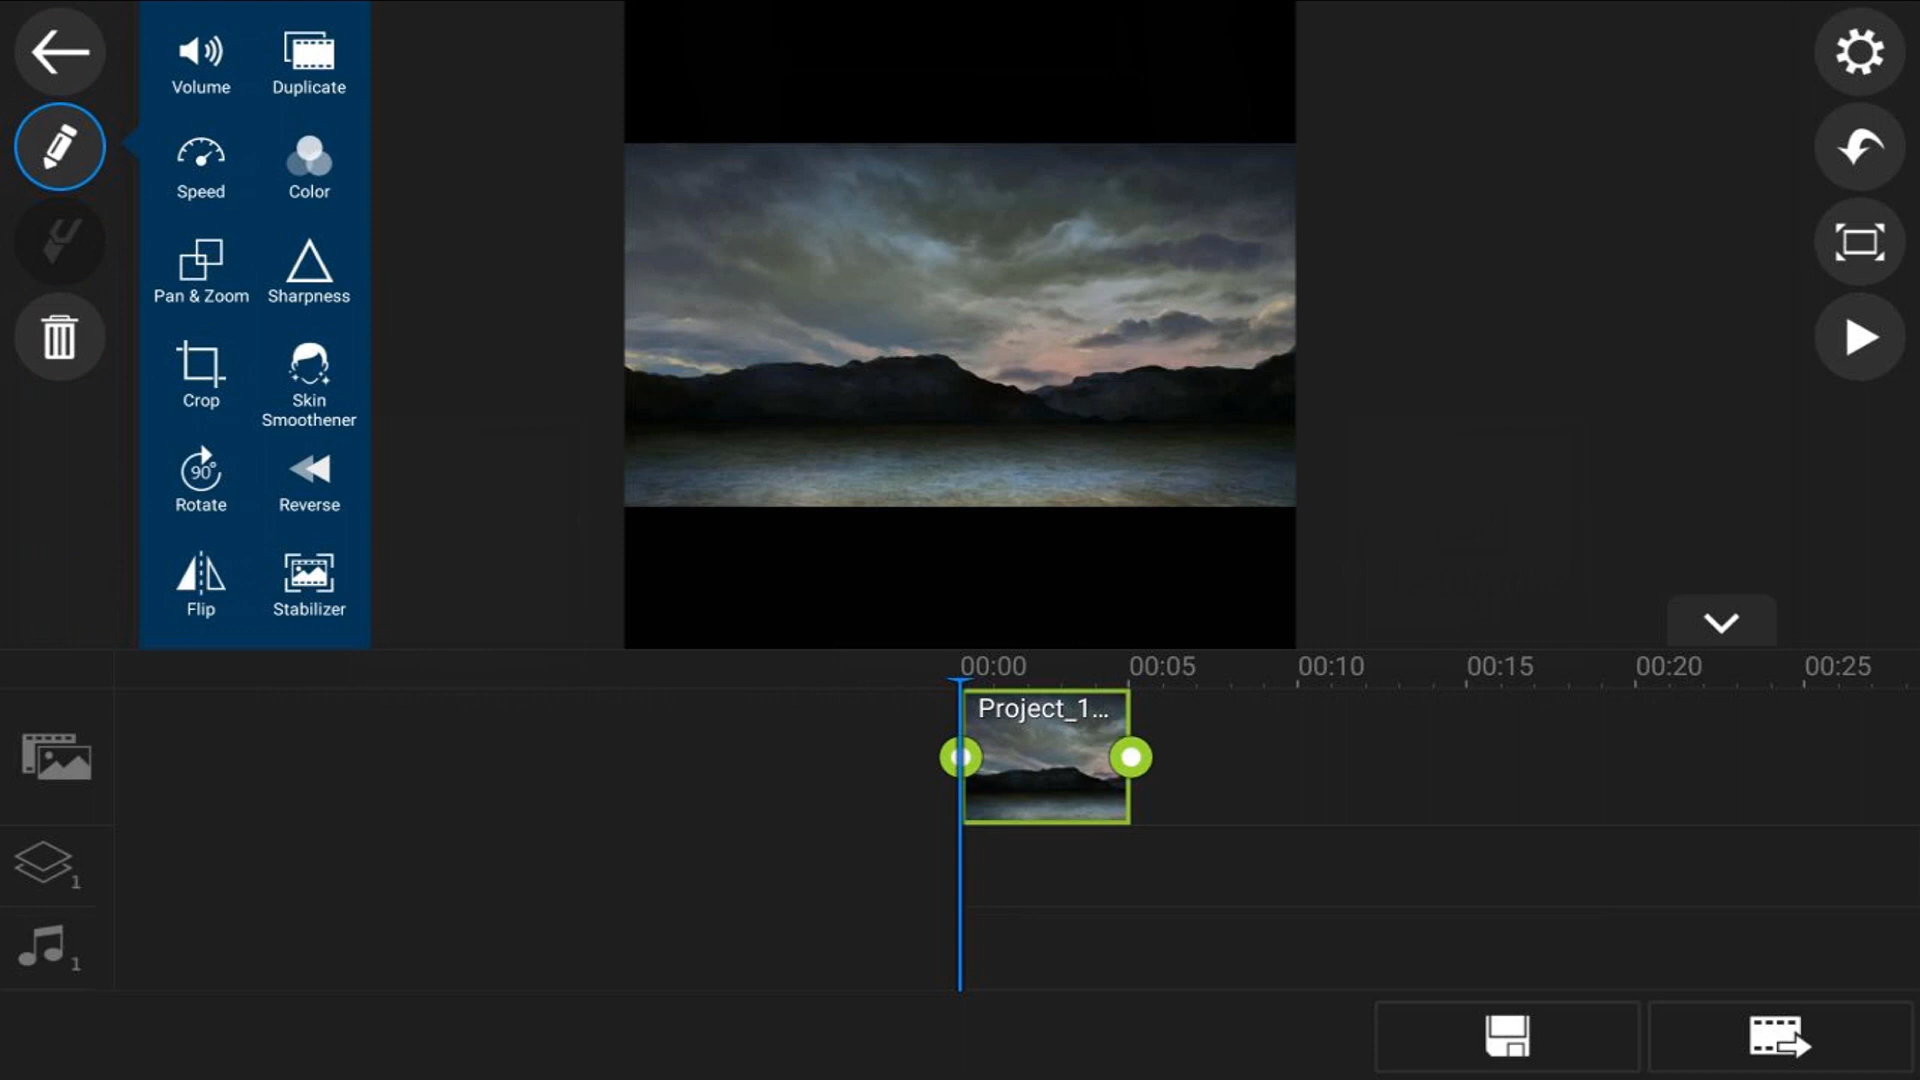 Volume
Duplicate
Speed
Color
Pan & Zoom
Sharpness
Crop
Skin
Smoothener
90°
Rotate
Reverse
Flip
Stabilizer
00:00 00:05 00:10 00:15 00:20 00:25
Project_1...
1
1